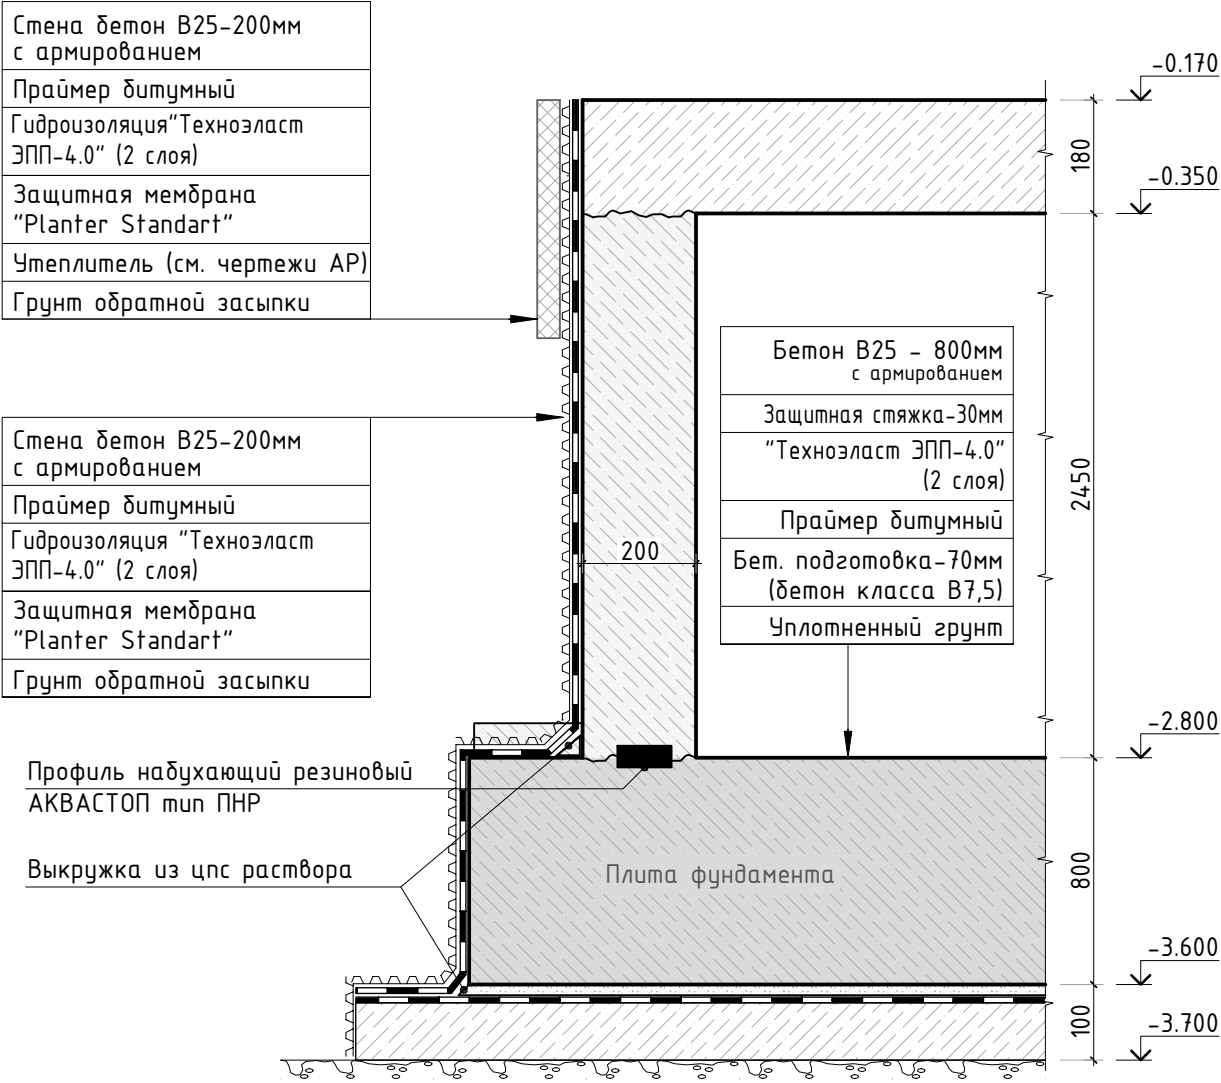 Стена бетон В25-200мм
с армированием
Праймер битумный
Гидроизоляция"Техноэласт
ЭПП-4.0" (2 слоя)
Защитная мембрана
"Planter Standart"
Утеплитель (см. чертежи АР)
Грунт обратной засыпки
Стена бетон В25-200мм
с армированием
Праймер битумный
Гидроизоляция "Техноэласт
ЭПП-4.0" (2 слоя)
Защитная мембрана
"Planter Standart"
Грунт обратной засыпки
Профиль набухающий резиновый
АКВАСТОП тип ПНР
Выкружка из цпс раствора
200
Бетон В25 - 800мм
с армированием
Защитная стяжка-30мм
"Техноэласт ЭПП-4.0"
(2 слоя)
Праймер битумный
Бет. подготовка-70мм
(бетон класса В7,5)
Уплотненный грунт
Плита фундамента
180
2450
800
100
-0.170
-0.350
-2.800
-3.600
-3.700